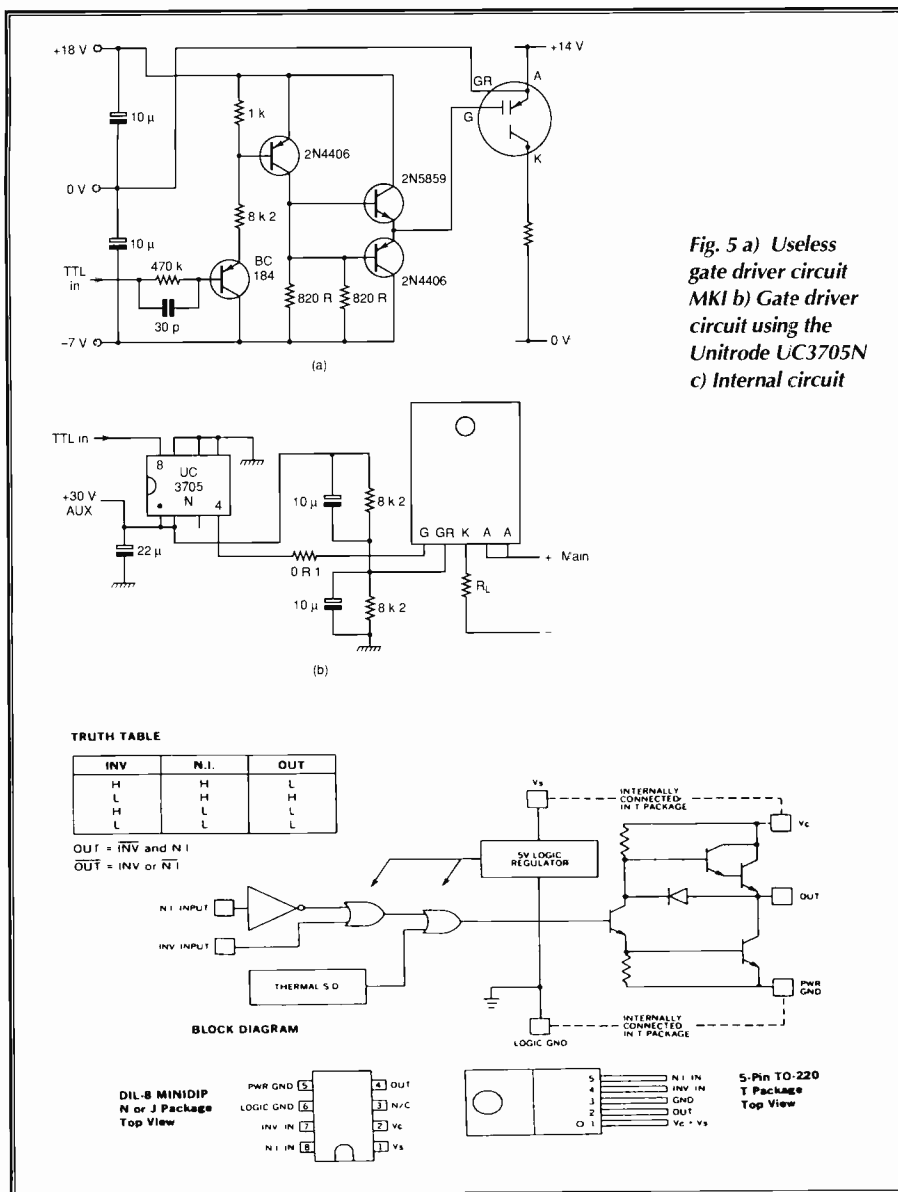 +18 V
10 µ
0 V
10 µ
TTL
in
470 k
30 p
-7 V
1 k
8 k 2
BC
184
2N4406
820 R
820 R
2N5859
2N4406
+14 V
GR
A
G
K
0 V
(a)
Fig. 5 a) Useless
gate driver circuit
MKI b) Gate driver
circuit using the
Unitrode UC3705N
c) Internal circuit
TTL in
8
UC
3705
N
4
+30 V
AUX
22 µ
10 µ
8 k 2
0 R 1
10 µ
8 k 2
G GR K A A
+ Main
RL
–
(b)
TRUTH TABLE
INV N.I. OUT
H H L
L H H
H L L
L L L
OUT = INV and N I
OUT = INV or N I
N.I. INPUT
INV INPUT
THERMAL S D
5V LOGIC
REGULATOR
Vs
INTERNALLY
CONNECTED
IN T PACKAGE
Vc
OUT
PWR
GND
INTERNALLY
CONNECTED
IN T PACKAGE
LOGIC GND
BLOCK DIAGRAM
DIL-8 MINIDIP
N or J Package
Top View
PWR GND 5
LOGIC GND 6
INV IN 7
N.I. IN 8
4 OUT
3 N/C
2 Vc
1 Vs
5 N.I. IN
4 INV IN
3 GND
2 OUT
O 1 Vc + Vs
5-Pin TO-220
T Package
Top View